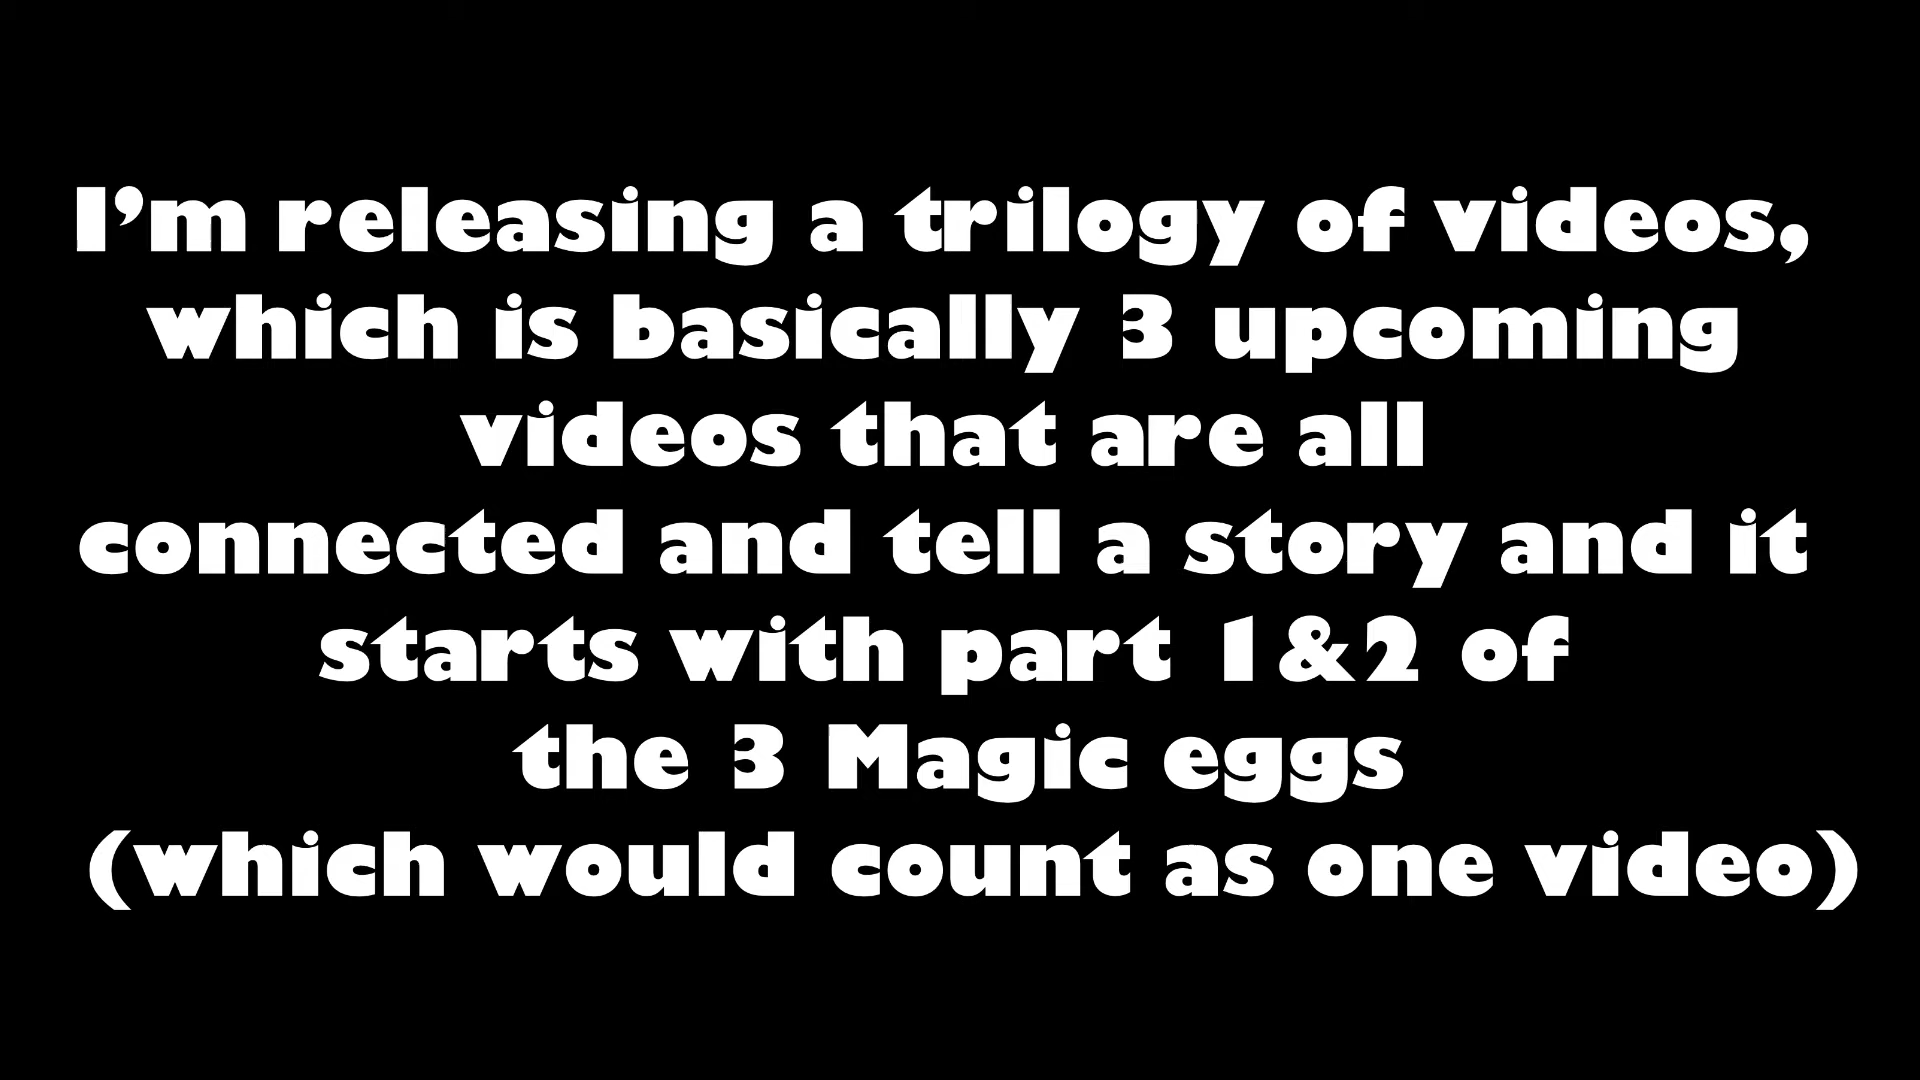 I’m releasing a trilogy of videos,
which is basically 3 upcoming
videos that are all
connected and tell a story and it
starts with part 1&2 of
the 3 Magic eggs
(which would count as one video)